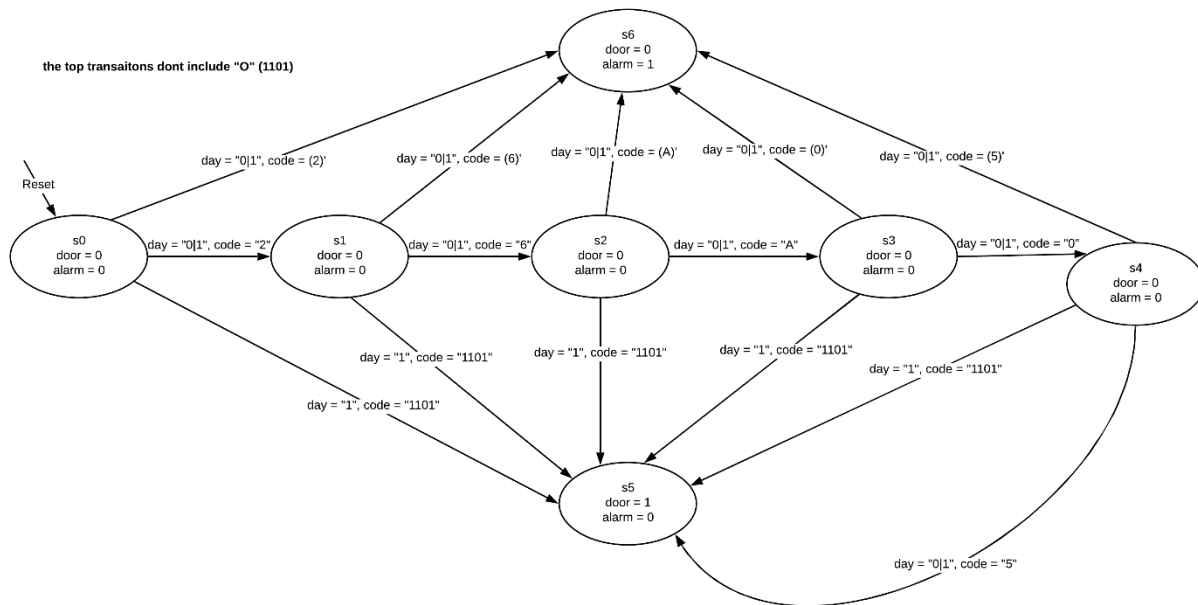 s6
door = 0
alarm = 1
the top transaitons dont include "O" (1101)
day = "0|1", code = (2)'
day = "0|1", code = (6)'
day = "0|1", code = (A)'
day = "0|1", code = (0)'
day = "0|1", code = (5)'
Reset
s0
door = 0
alarm = 0
day = "0|1", code = "2"
s1
door = 0
alarm = 0
day = "0|1", code = "6"
s2
door = 0
alarm = 0
day = "0|1", code = "A"
s3
door = 0
alarm = 0
day = "0|1", code = "0"
s4
door = 0
alarm = 0
day = "1", code = "1101"
day = "1", code = "1101"
day = "1", code = "1101"
day = "1", code = "1101"
day = "1", code = "1101"
s5
door = 1
alarm = 0
day = "0|1", code = "5"